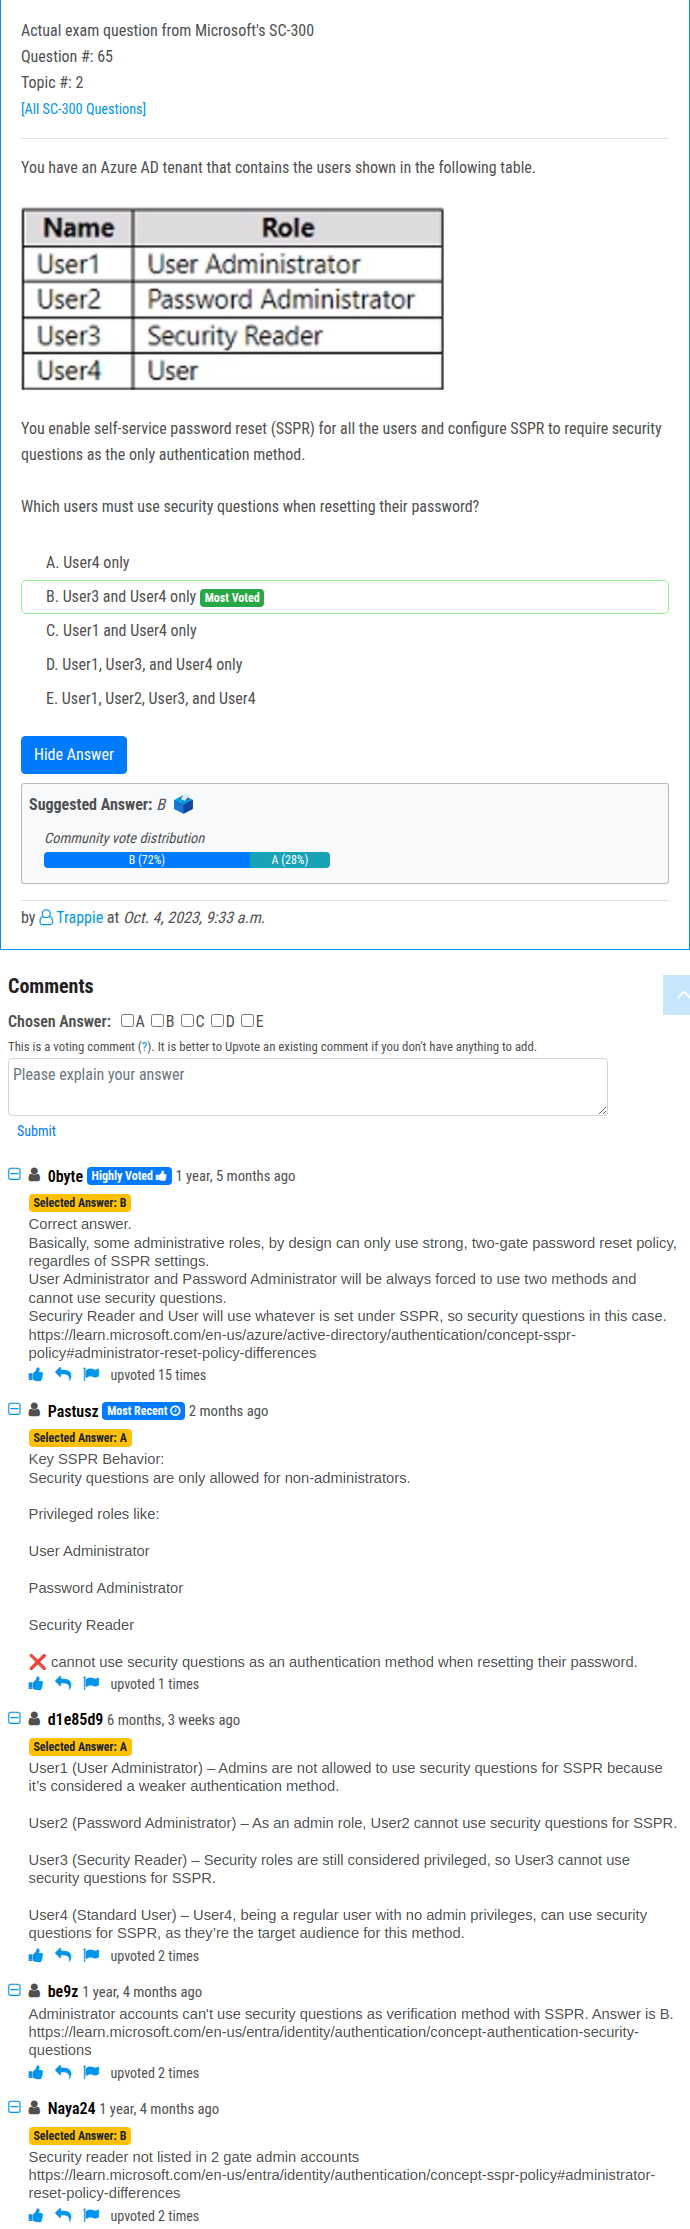 Actual exam question from Microsoft's SC-300
Question #: 65
Topic #: 2
[All SC-300 Questions]
You have an Azure AD tenant that contains the users shown in the following table.
Name Role
User1 User Administrator
User2 Password Administrator
User3 Security Reader
User4 User
You enable self-service password reset (SSPR) for all the users and configure SSPR to require security
questions as the only authentication method.
Which users must use security questions when resetting their password?
A. User4 only
B. User3 and User4 only Most Voted
C. User1 and User4 only
D. User1, User3, and User4 only
E. User1, User2, User3, and User4
Hide Answer
Suggested Answer: B
Community vote distribution
B (72%) A (28%)
by Trappie at Oct. 4, 2023, 9:33 a.m.
Comments
Chosen Answer: A B C D E
This is a voting comment (?). It is better to Upvote an existing comment if you don't have anything to add.
Please explain your answer
Submit
0byte Highly Voted 1 year, 5 months ago
Selected Answer: B
Correct answer.
Basically, some administrative roles, by design can only use strong, two-gate password reset policy,
regardles of SSPR settings.
User Administrator and Password Administrator will be always forced to use two methods and
cannot use security questions.
Securiry Reader and User will use whatever is set under SSPR, so security questions in this case.
https://learn.microsoft.com/en-us/azure/active-directory/authentication/concept-sspr-
policy#administrator-reset-policy-differences
upvoted 15 times
Pastusz Most Recent 2 months ago
Selected Answer: A
Key SSPR Behavior:
Security questions are only allowed for non-administrators.
Privileged roles like:
User Administrator
Password Administrator
Security Reader
❌ cannot use security questions as an authentication method when resetting their password.
upvoted 1 times
d1e85d9 6 months, 3 weeks ago
Selected Answer: A
User1 (User Administrator) – Admins are not allowed to use security questions for SSPR because
it's considered a weaker authentication method.
User2 (Password Administrator) – As an admin role, User2 cannot use security questions for SSPR.
User3 (Security Reader) – Security roles are still considered privileged, so User3 cannot use
security questions for SSPR.
User4 (Standard User) – User4, being a regular user with no admin privileges, can use security
questions for SSPR, as they're the target audience for this method.
upvoted 2 times
be9z 1 year, 4 months ago
Administrator accounts can't use security questions as verification method with SSPR. Answer is B.
https://learn.microsoft.com/en-us/entra/identity/authentication/concept-authentication-security-
questions
upvoted 2 times
Naya24 1 year, 4 months ago
Selected Answer: B
Security reader not listed in 2 gate admin accounts
https://learn.microsoft.com/en-us/entra/identity/authentication/concept-sspr-policy#administrator-
reset-policy-differences
upvoted 2 times